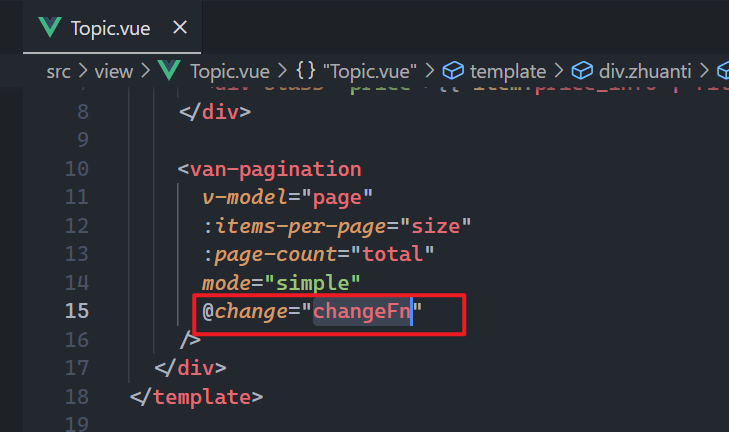 Topic.vue ×
src > view > Topic.vue > {} "Topic.vue" > template > div.zhuanti >
8 </div>
9
10 <van-pagination
11 v-model="page"
12 :items-per-page="size"
13 :page-count="total"
14 mode="simple"
15 @change="changeFn"
16 />
17 </div>
18 </template>
19